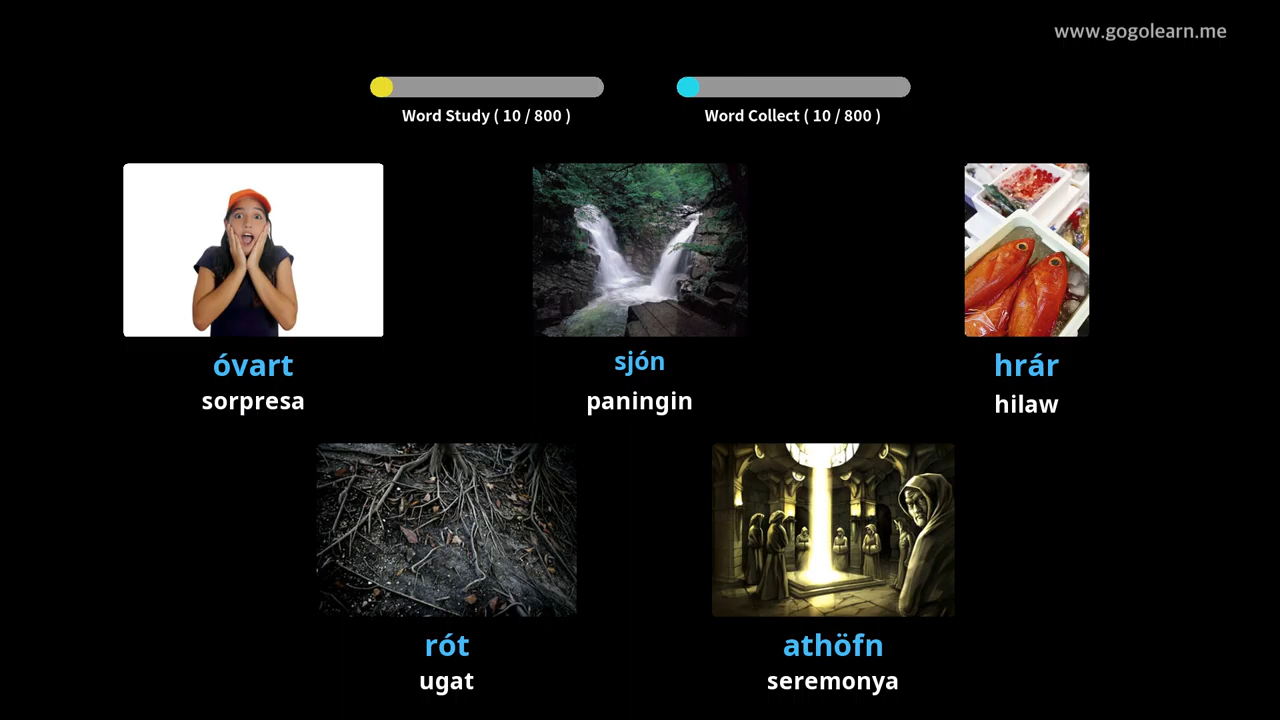 www.gogolearn.me
Word Study ( 10 / 800 )
Word Collect ( 10 / 800 )
óvart
sorpresa
sjón
paningin
hrár
hilaw
rót
ugat
athöfn
seremonya